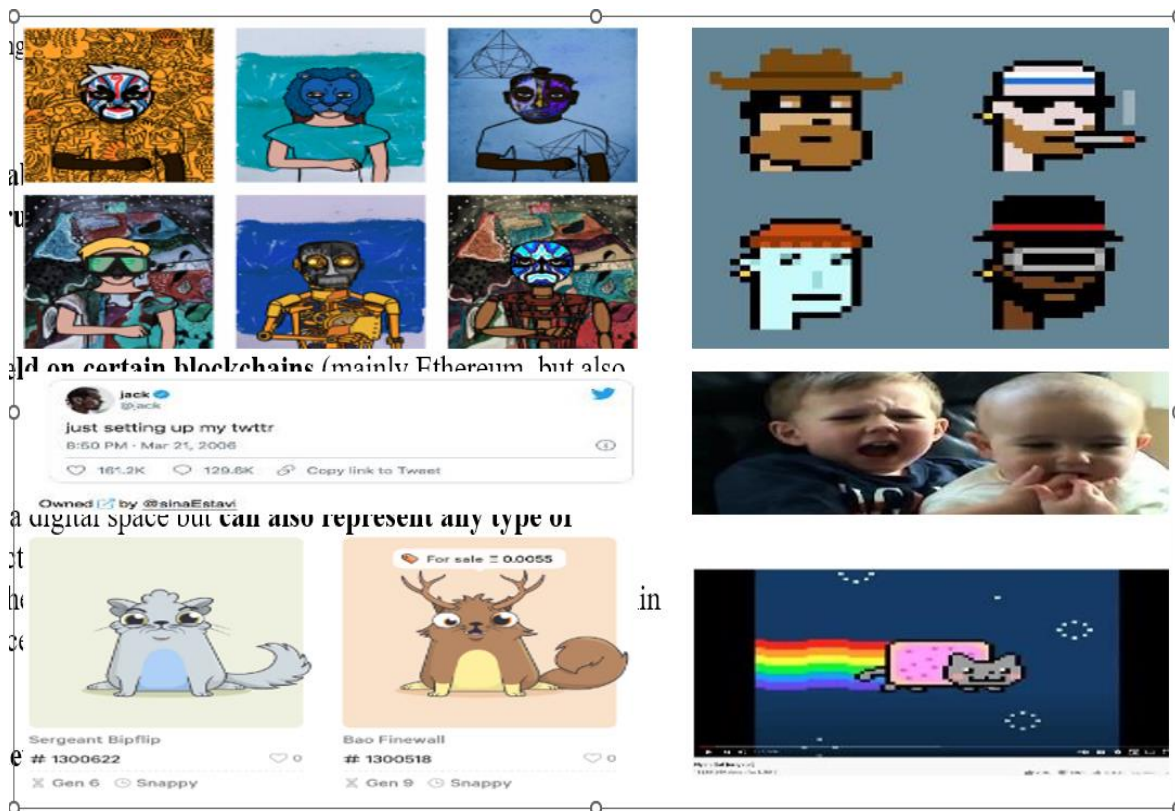 eld on certain blockchains (mainly Ethereum, but also
jack
@jack
just setting up my twttr
8:50 PM · Mar 21, 2006
161.2K 129.8K Copy link to Tweet
Owned by @sinaEstavi
a digital space but can also represent any type of
in
For sale Ξ 0.0055
Sergeant Bipflip
# 1300622 0
Gen 6 Snappy
Bao Finewall
# 1300518 0
Gen 9 Snappy